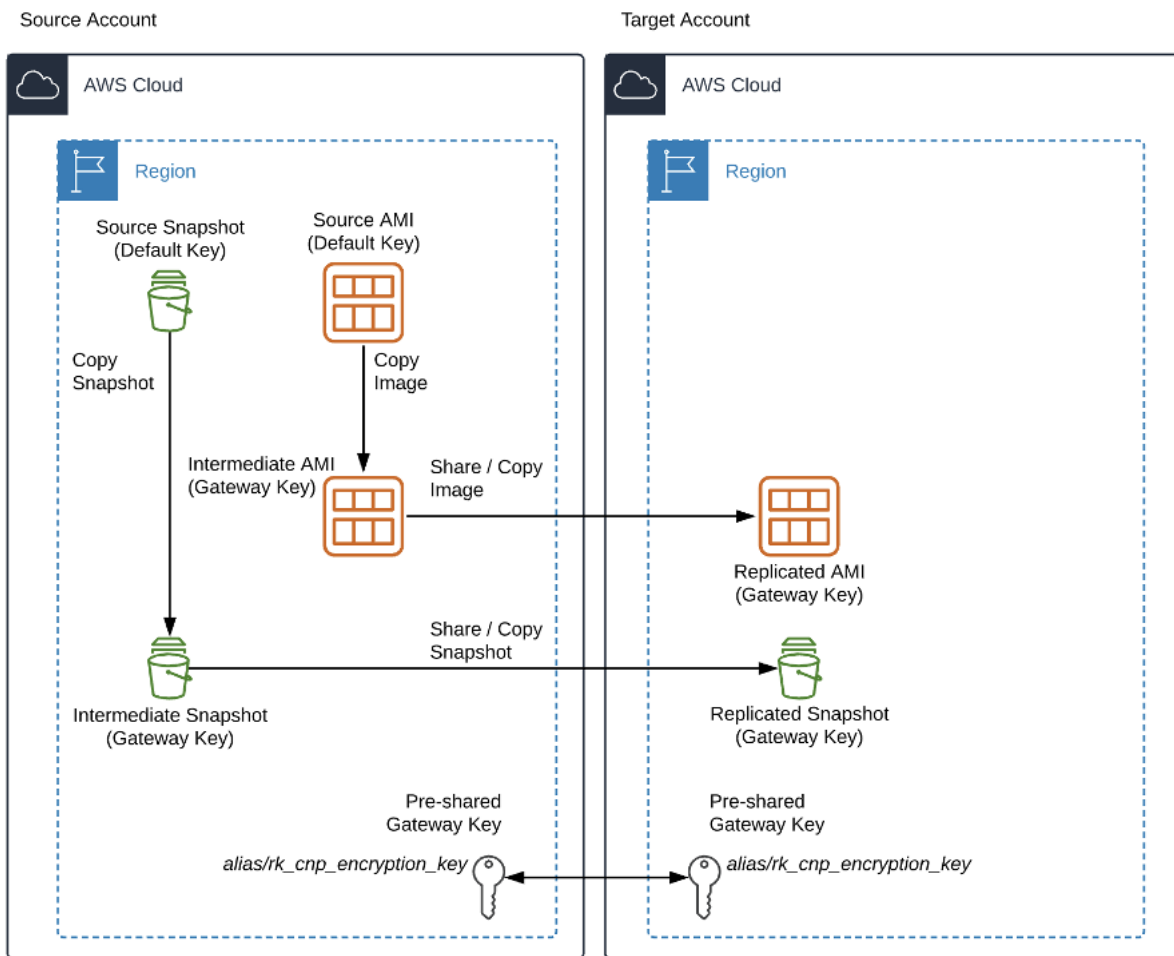 Source Account
Target Account
AWS Cloud
AWS Cloud
Region
Region
Source Snapshot
(Default Key)
Source AMI
(Default Key)
Copy
Snapshot
Copy
Image
Intermediate AMI
(Gateway Key)
Share / Copy
Image
Replicated AMI
(Gateway Key)
Share / Copy
Snapshot
Intermediate Snapshot
(Gateway Key)
Replicated Snapshot
(Gateway Key)
Pre-shared
Gateway Key
alias/rk_cnp_encryption_key
Pre-shared
Gateway Key
alias/rk_cnp_encryption_key